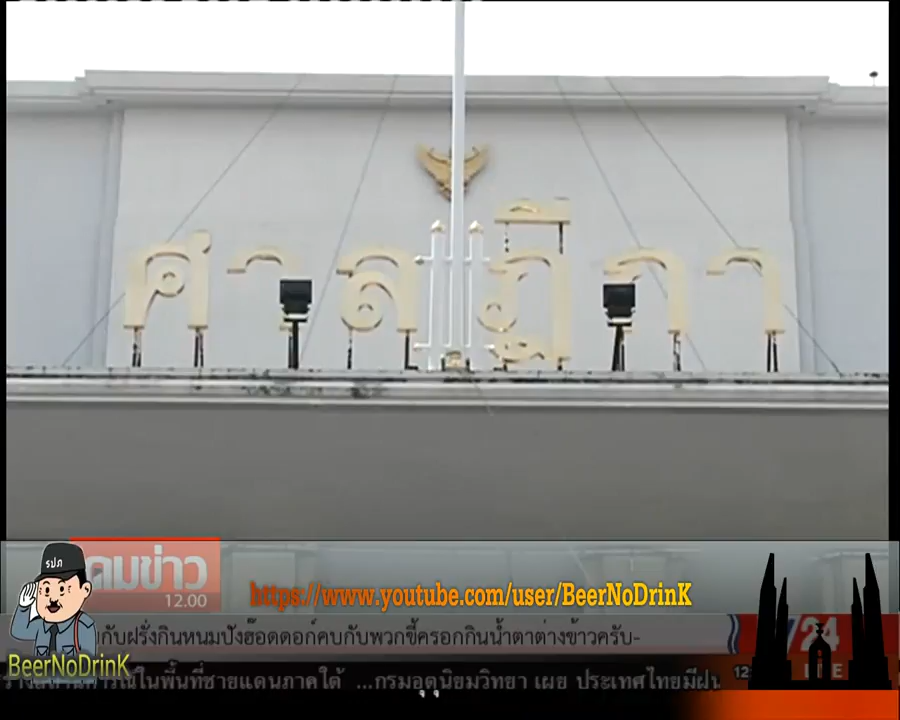 ศาลฎีกา
รปภ
คมข่าว
12.00
https://www.youtube.com/user/BeerNoDrinK
กับฝรั่งกินหนมปังฮ๊อดดอก์คบกับพวกขี้ครอกกินน้ำตาต่างข้าวครับ-
24
BeerNoDrinK
ในพื้นที่ชายแดนภาคใต้ ...กรมอุตุนิยมวิทยา เผย ประเทศไทยมีฝน